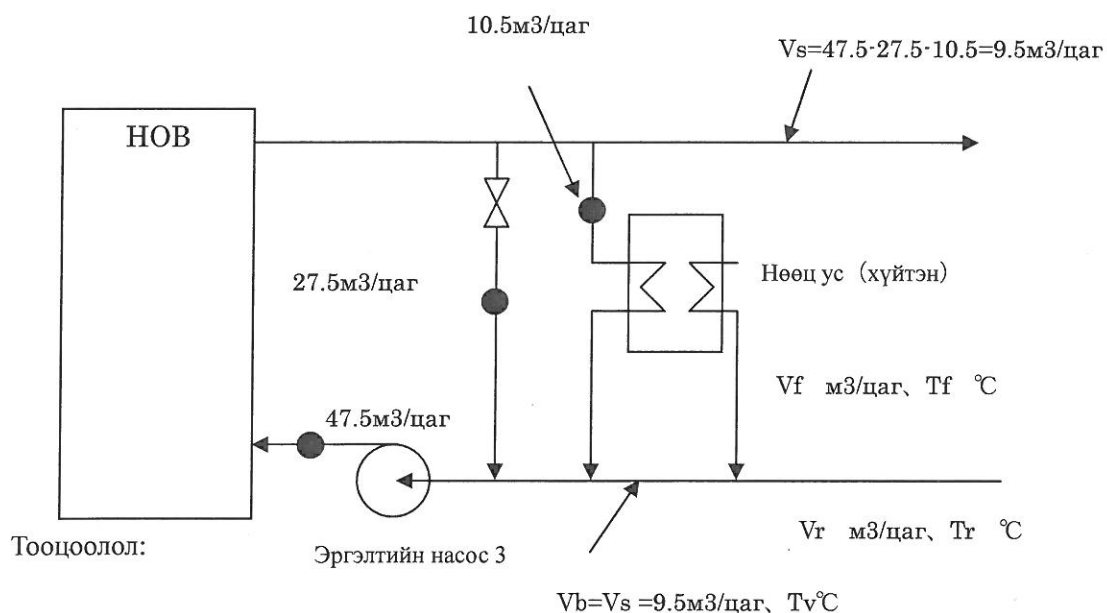 10.5м3/цаг
Vs=47.5-27.5-10.5=9.5м3/цаг
НОВ
27.5м3/цаг
Нөөц ус (хүйтэн)
Vf м3/цаг、Tf ℃
47.5м3/цаг
Vr м3/цаг、Tr ℃
Тооцоолол:
Эргэлтийн насос 3
Vb=Vs =9.5м3/цаг、Tv℃